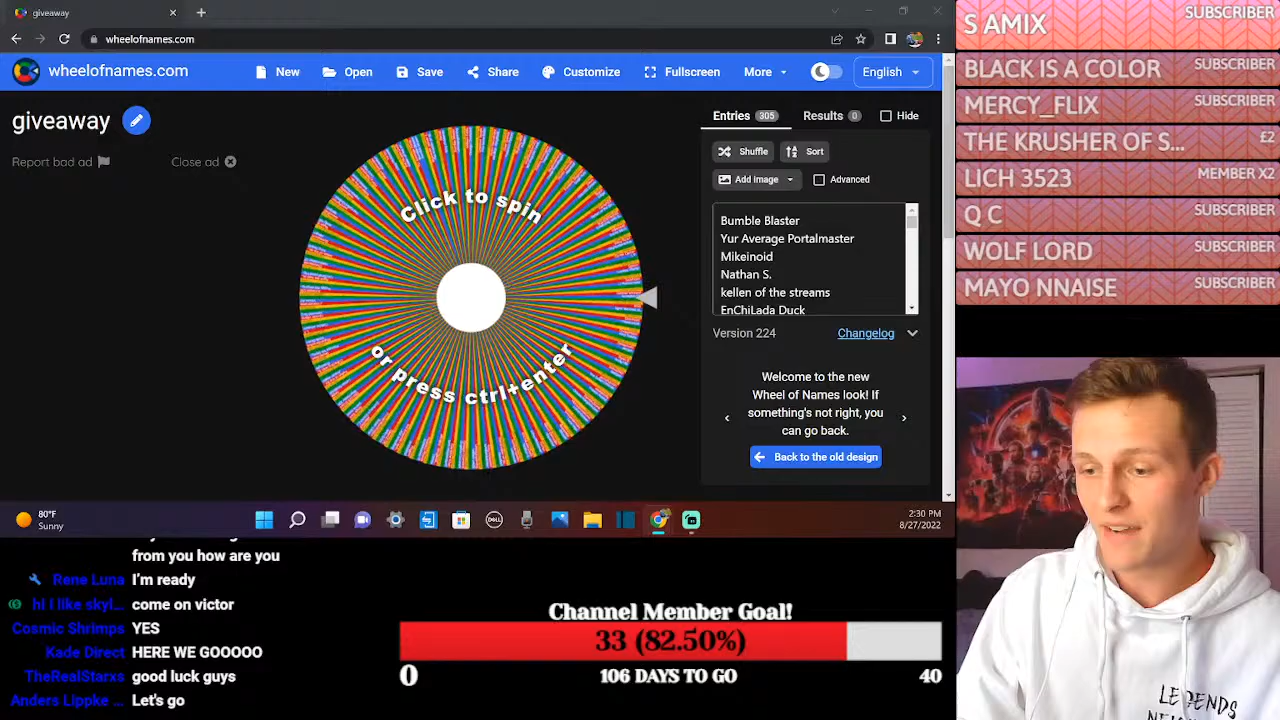 giveaway
wheelofnames.com
wheelofnames.com
New
Open
Save
Share
Customize
Fullscreen
More
English
giveaway
Report bad ad
Close ad
Click to spin
or press ctrl+enter
Entries 305
Results 0
Hide
Shuffle
Sort
Add image
Advanced
Bumble Blaster
Yur Average Portalmaster
Mikeinoid
Nathan S.
kellen of the streams
EnChiLada Duck
Version 224
Changelog
Welcome to the new
Wheel of Names look! If
something's not right, you
can go back.
Back to the old design
80°F
Sunny
DELL
2:30 PM
8/27/2022
S AMIX SUBSCRIBER
BLACK IS A COLOR SUBSCRIBER
MERCY_FLIX SUBSCRIBER
THE KRUSHER OF S... £2
LICH 3523 MEMBER X2
Q C SUBSCRIBER
WOLF LORD SUBSCRIBER
MAYO NNAISE SUBSCRIBER
from you how are you
Rene Luna I'm ready
hI I like skyl... come on victor
Cosmic Shrimps YES
Kade Direct HERE WE GOOOOO
TheRealStarxs good luck guys
Anders Lippke ... Let's go
Channel Member Goal!
33 (82.50%)
0
106 DAYS TO GO
40
LEGENDS